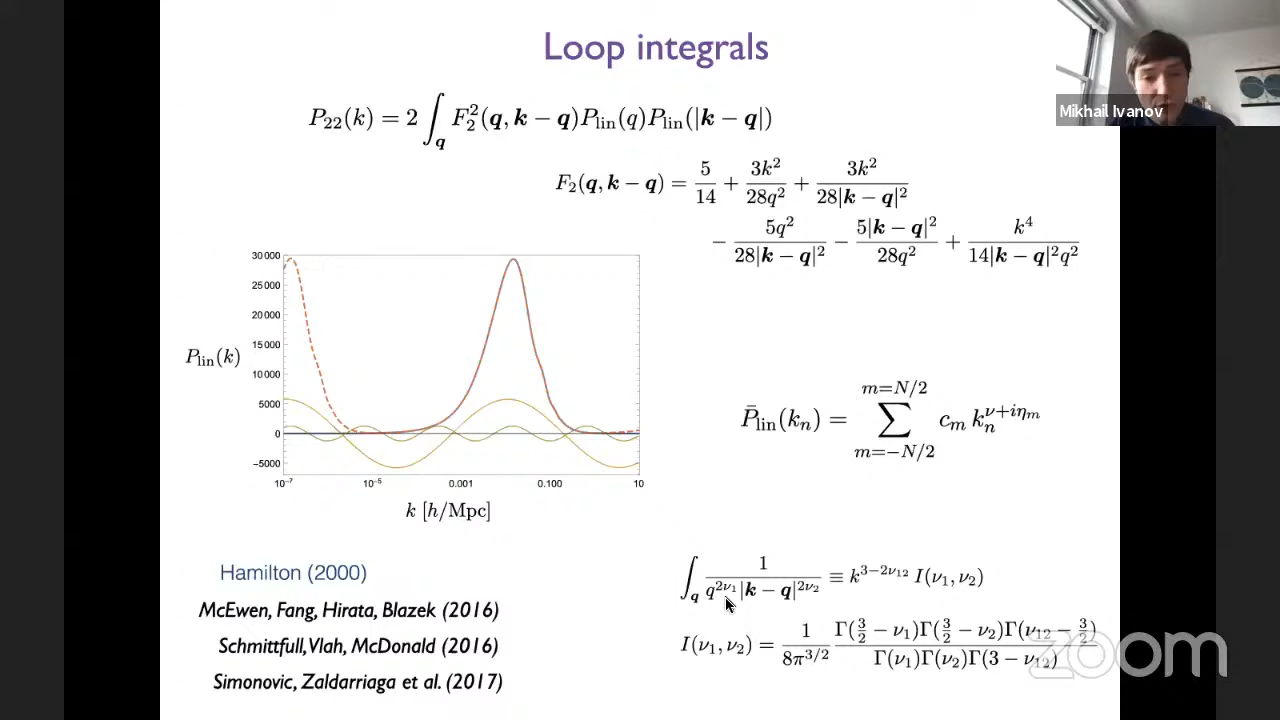 Loop integrals
Mikhail Ivanov
P₂₂(k) = 2 ∫_q F₂²(q, k − q)P_lin(q)P_lin(|k − q|)
F₂(q, k − q) = 5/14 + 3k²/28q² + 3k²/28|k − q|²
− 5q²/28|k − q|² − 5|k − q|²/28q² + k⁴/14|k − q|²q²
30 000
25 000
20 000
15 000
10 000
5000
0
−5000
P_lin(k)
10⁻⁷ 10⁻⁵ 0.001 0.100 10
k [h/Mpc]
P̄_lin(k_n) = ∑_{m=−N/2}^{m=N/2} c_m k_n^{ν+iη_m}
Hamilton (2000)
McEwen, Fang, Hirata, Blazek (2016)
Schmittfull, Vlah, McDonald (2016)
Simonovic, Zaldarriaga et al. (2017)
∫_q 1/(q^{2ν₁}|k − q|^{2ν₂}) ≡ k^{3−2ν₁₂} I(ν₁, ν₂)
I(ν₁, ν₂) = 1/(8π^{3/2}) Γ(3/2 − ν₁)Γ(3/2 − ν₂)Γ(ν₁₂ − 3/2)/(Γ(ν₁)Γ(ν₂)Γ(3 − ν₁₂))
zoom